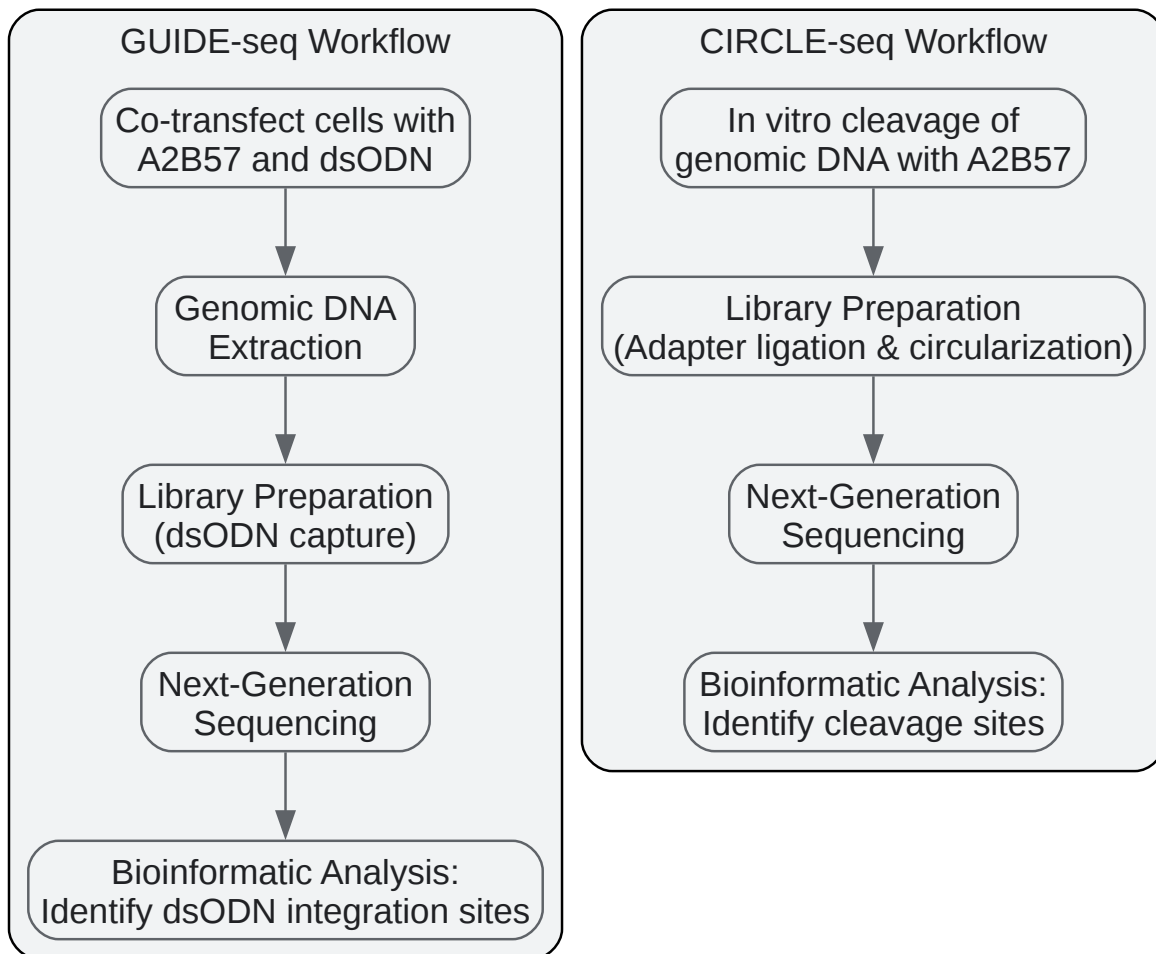 GUIDE-seq Workflow
Co-transfect cells with
A2B57 and dsODN
Genomic DNA
Extraction
Library Preparation
(dsODN capture)
Next-Generation
Sequencing
Bioinformatic Analysis:
Identify dsODN integration sites
CIRCLE-seq Workflow
In vitro cleavage of
genomic DNA with A2B57
Library Preparation
(Adapter ligation & circularization)
Next-Generation
Sequencing
Bioinformatic Analysis:
Identify cleavage sites